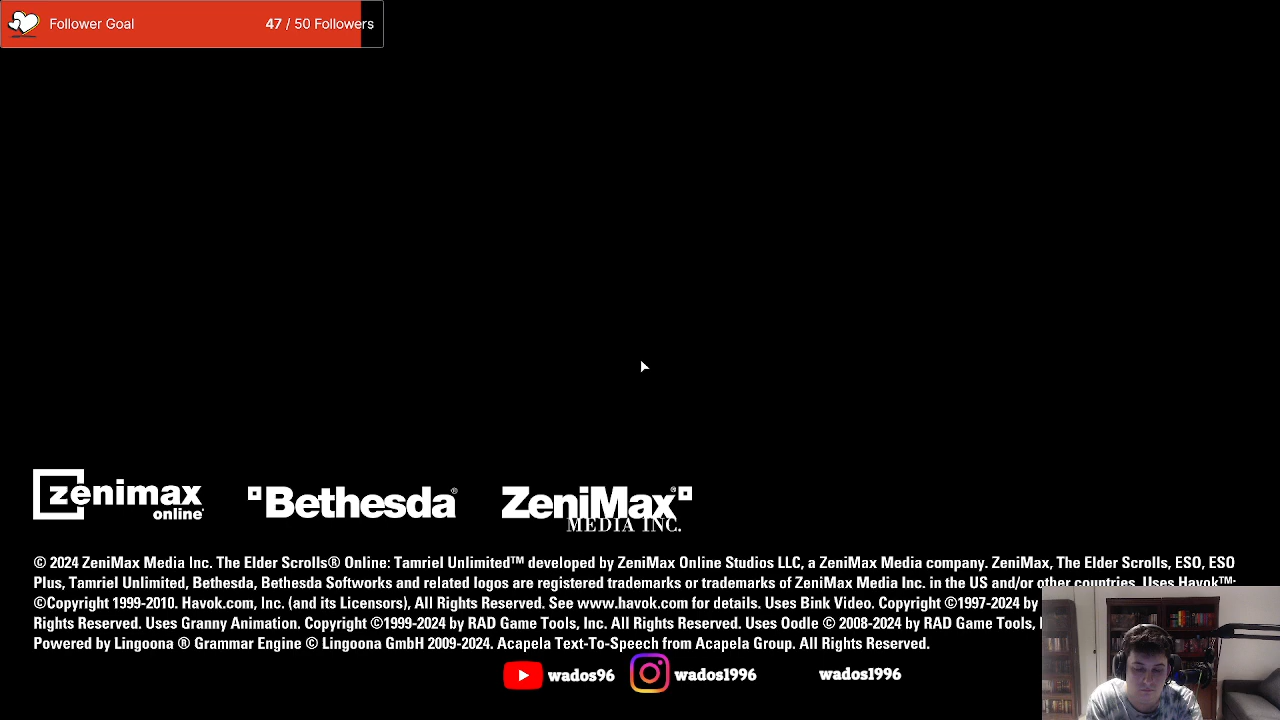 Follower Goal
47 / 50 Followers
zenimax online
Bethesda®
ZeniMax®
MEDIA INC.
© 2024 ZeniMax Media Inc. The Elder Scrolls® Online: Tamriel Unlimited™ developed by ZeniMax Online Studios LLC, a ZeniMax Media company. ZeniMax, The Elder Scrolls, ESO, ESO
Plus, Tamriel Unlimited, Bethesda, Bethesda Softworks and related logos are registered trademarks or trademarks of ZeniMax Media Inc. in the US and/or other countries. Uses Havok™:
©Copyright 1999-2010. Havok.com, Inc. (and its Licensors), All Rights Reserved. See www.havok.com for details. Uses Bink Video. Copyright ©1997-2024 by
Rights Reserved. Uses Granny Animation. Copyright ©1999-2024 by RAD Game Tools, Inc. All Rights Reserved. Uses Oodle © 2008-2024 by RAD Game Tools,
Powered by Lingoona ® Grammar Engine © Lingoona GmbH 2009-2024. Acapela Text-To-Speech from Acapela Group. All Rights Reserved.
wados96 wados1996 wados1996